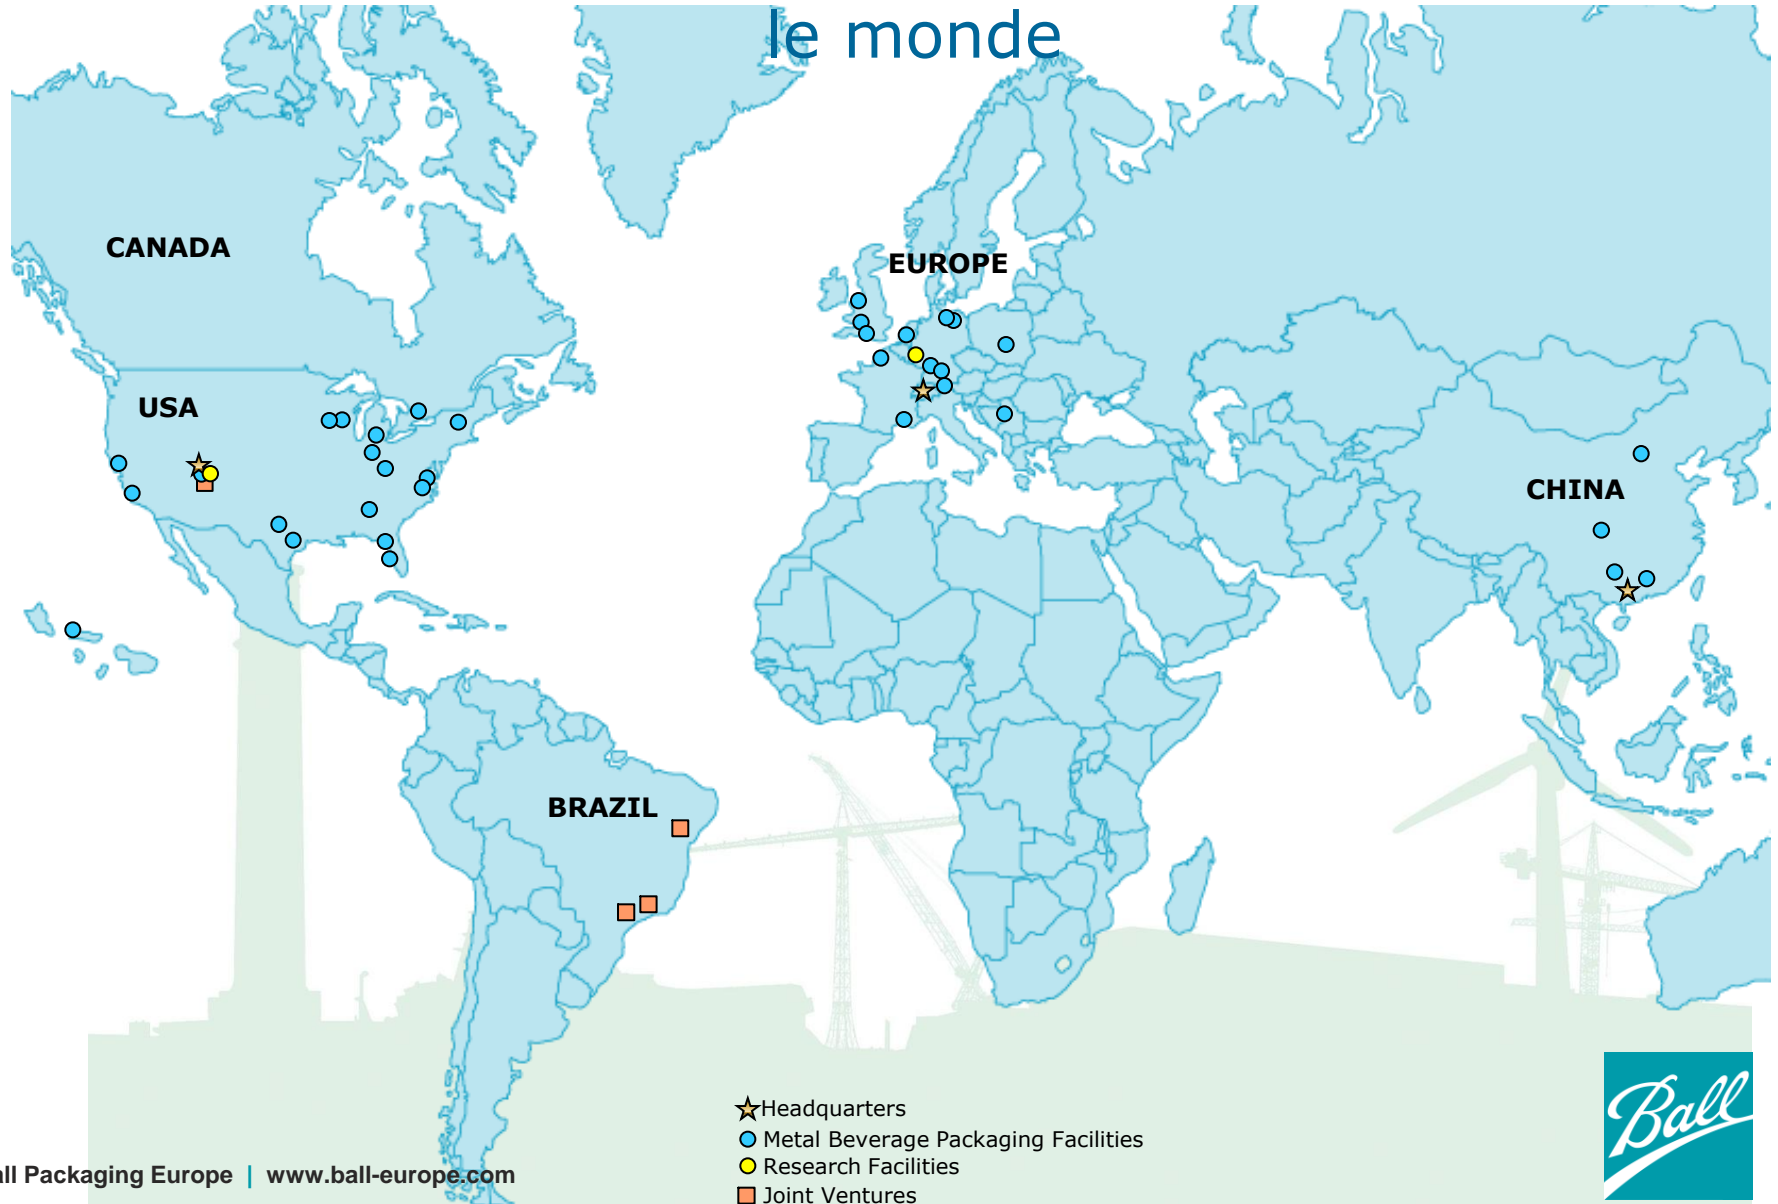 le monde
CANADA
EUROPE
USA
CHINA
BRAZIL
Headquarters
Metal Beverage Packaging Facilities
Research Facilities
Joint Ventures
Packaging Europe | www.ball-europe.com
Ball